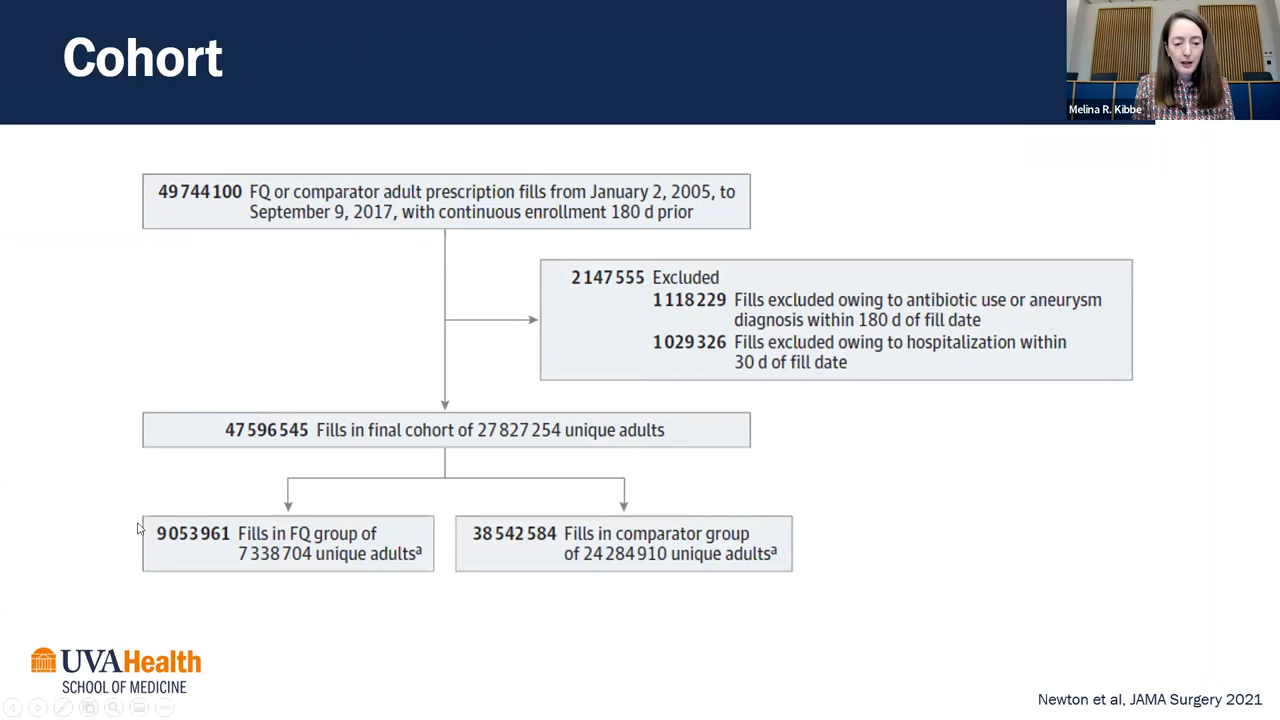 Cohort
Melina R. Kibbe
49 744 100 FQ or comparator adult prescription fills from January 2, 2005, to
September 9, 2017, with continuous enrollment 180 d prior
2 147 555 Excluded
1 118 229 Fills excluded owing to antibiotic use or aneurysm
diagnosis within 180 d of fill date
1 029 326 Fills excluded owing to hospitalization within
30 d of fill date
47 596 545 Fills in final cohort of 27 827 254 unique adults
9 053 961 Fills in FQ group of
7 338 704 unique adultsᵃ
38 542 584 Fills in comparator group
of 24 284 910 unique adultsᵃ
UVAHealth
SCHOOL OF MEDICINE
Newton et al, JAMA Surgery 2021